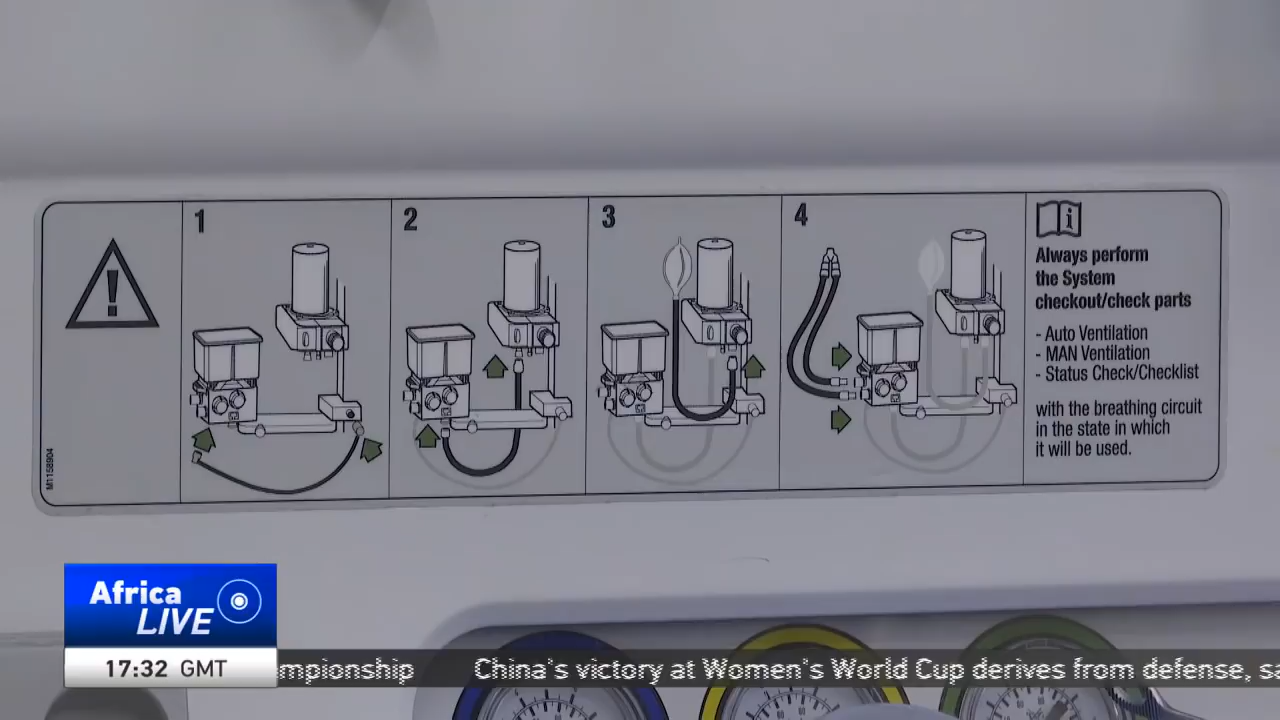 1
2
3
4
Always perform
the System
checkout/check parts
- Auto Ventilation
- MAN Ventilation
- Status Check/Checklist
with the breathing circuit
in the state in which
it will be used.
M1158904
Africa
LIVE
17:32 GMT
mpionship China's victory at Women's World Cup derives from defense, sa